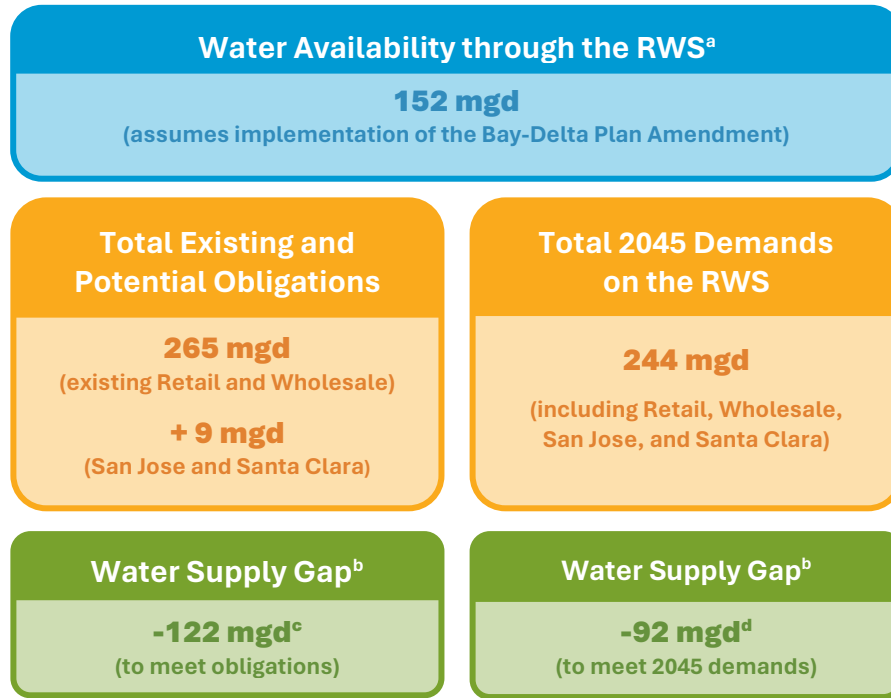 Water Availability through the RWSᵃ
152 mgd
(assumes implementation of the Bay-Delta Plan Amendment)
Total Existing and
Potential Obligations
265 mgd
(existing Retail and Wholesale)
+ 9 mgd
(San Jose and Santa Clara)
Total 2045 Demands
on the RWS
244 mgd
(including Retail, Wholesale,
San Jose, and Santa Clara)
Water Supply Gapᵇ
-122 mgdᶜ
(to meet obligations)
Water Supply Gapᵇ
-92 mgdᵈ
(to meet 2045 demands)